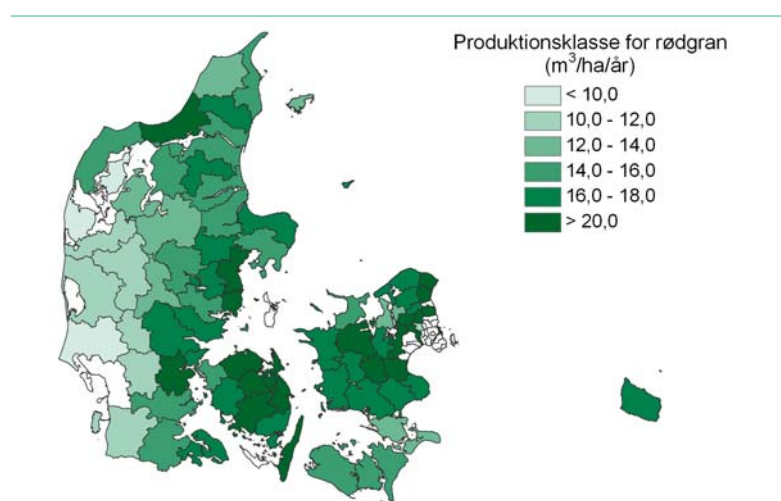 Produktionsklasse for rødgran
(m³/ha/år)
< 10,0
10,0 - 12,0
12,0 - 14,0
14,0 - 16,0
16,0 - 18,0
> 20,0